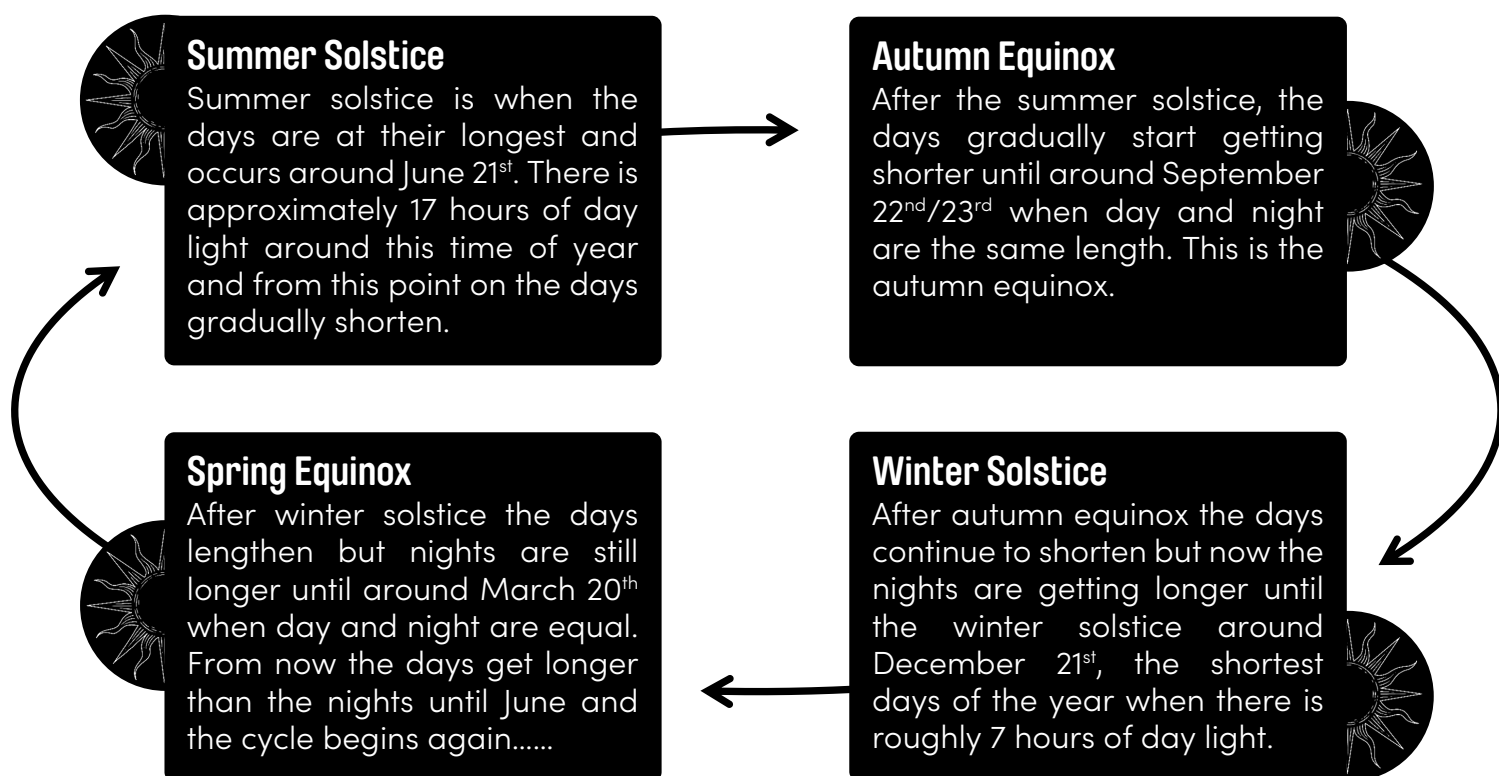 Summer Solstice
Summer solstice is when the
days are at their longest and
occurs around June 21st. There is
approximately 17 hours of day
light around this time of year
and from this point on the days
gradually shorten.
Autumn Equinox
After the summer solstice, the
days gradually start getting
shorter until around September
22nd/23rd when day and night
are the same length. This is the
autumn equinox.
Winter Solstice
After autumn equinox the days
continue to shorten but now the
nights are getting longer until
the winter solstice around
December 21st, the shortest
days of the year when there is
roughly 7 hours of day light.
Spring Equinox
After winter solstice the days
lengthen but nights are still
longer until around March 20th
when day and night are equal.
From now the days get longer
than the nights until June and
the cycle begins again......